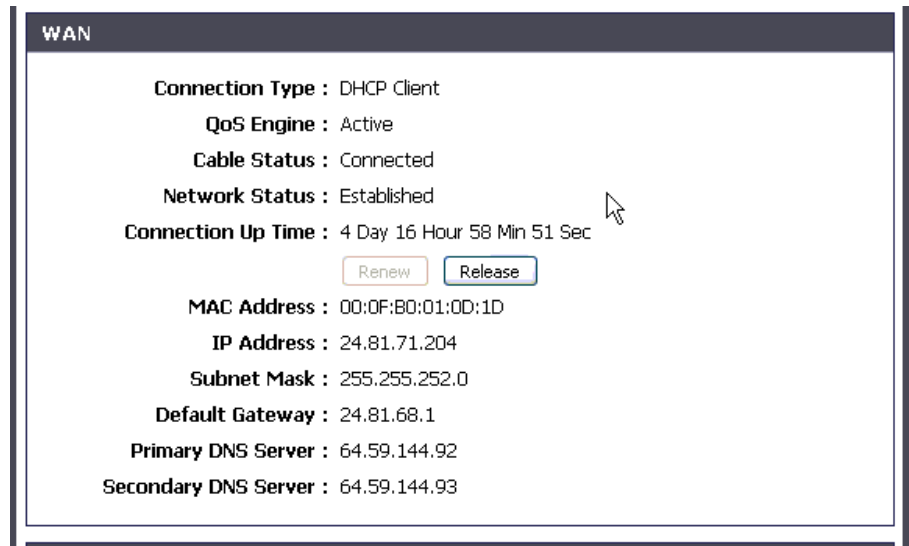 WAN
Connection Type : DHCP Client
QoS Engine : Active
Cable Status : Connected
Network Status : Established
Connection Up Time : 4 Day 16 Hour 58 Min 51 Sec
Renew Release
MAC Address : 00:0F:B0:01:0D:1D
IP Address : 24.81.71.204
Subnet Mask : 255.255.252.0
Default Gateway : 24.81.68.1
Primary DNS Server : 64.59.144.92
Secondary DNS Server : 64.59.144.93